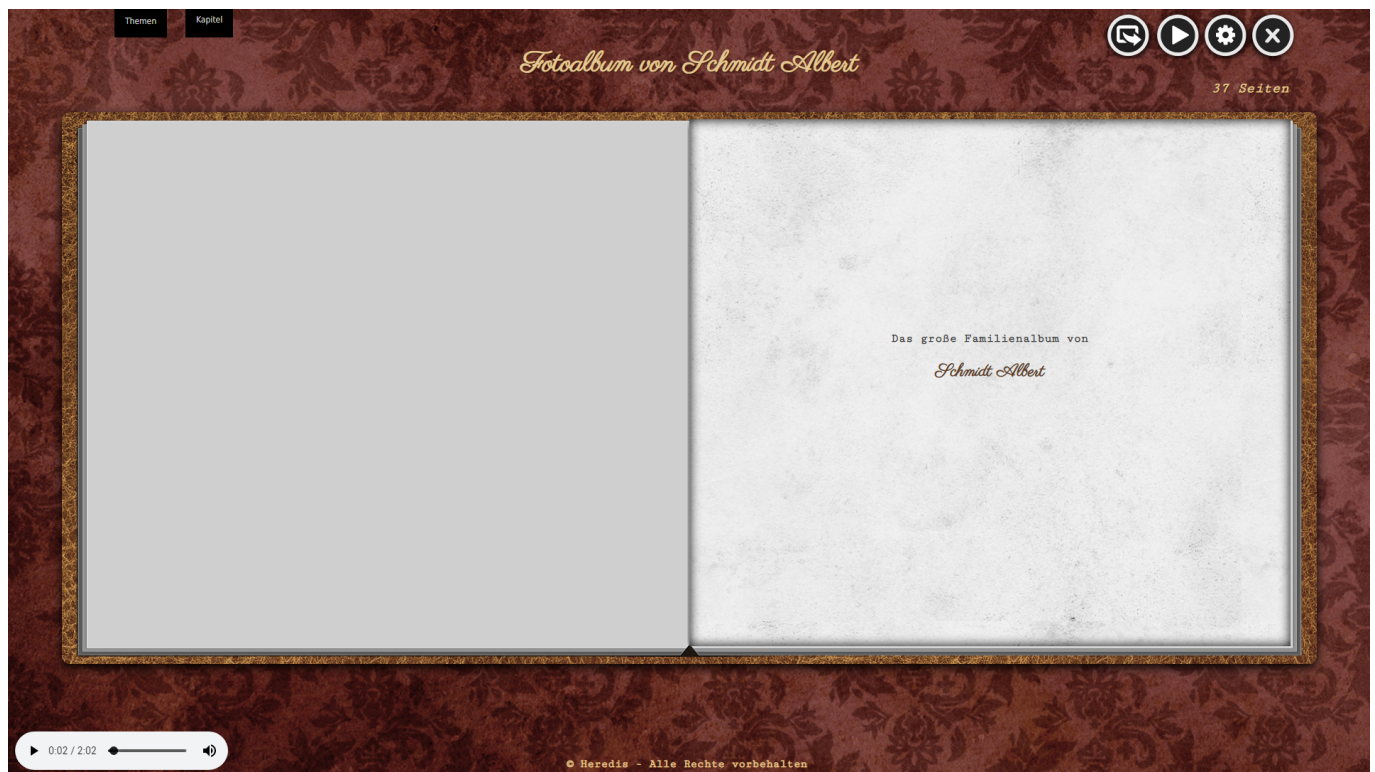 Themen
Kapitel
Fotoalbum von Schmidt Albert
37 Seiten
Das große Familienalbum von
Schmidt Albert
0:02 / 2:02
© Heredis - Alle Rechte vorbehalten